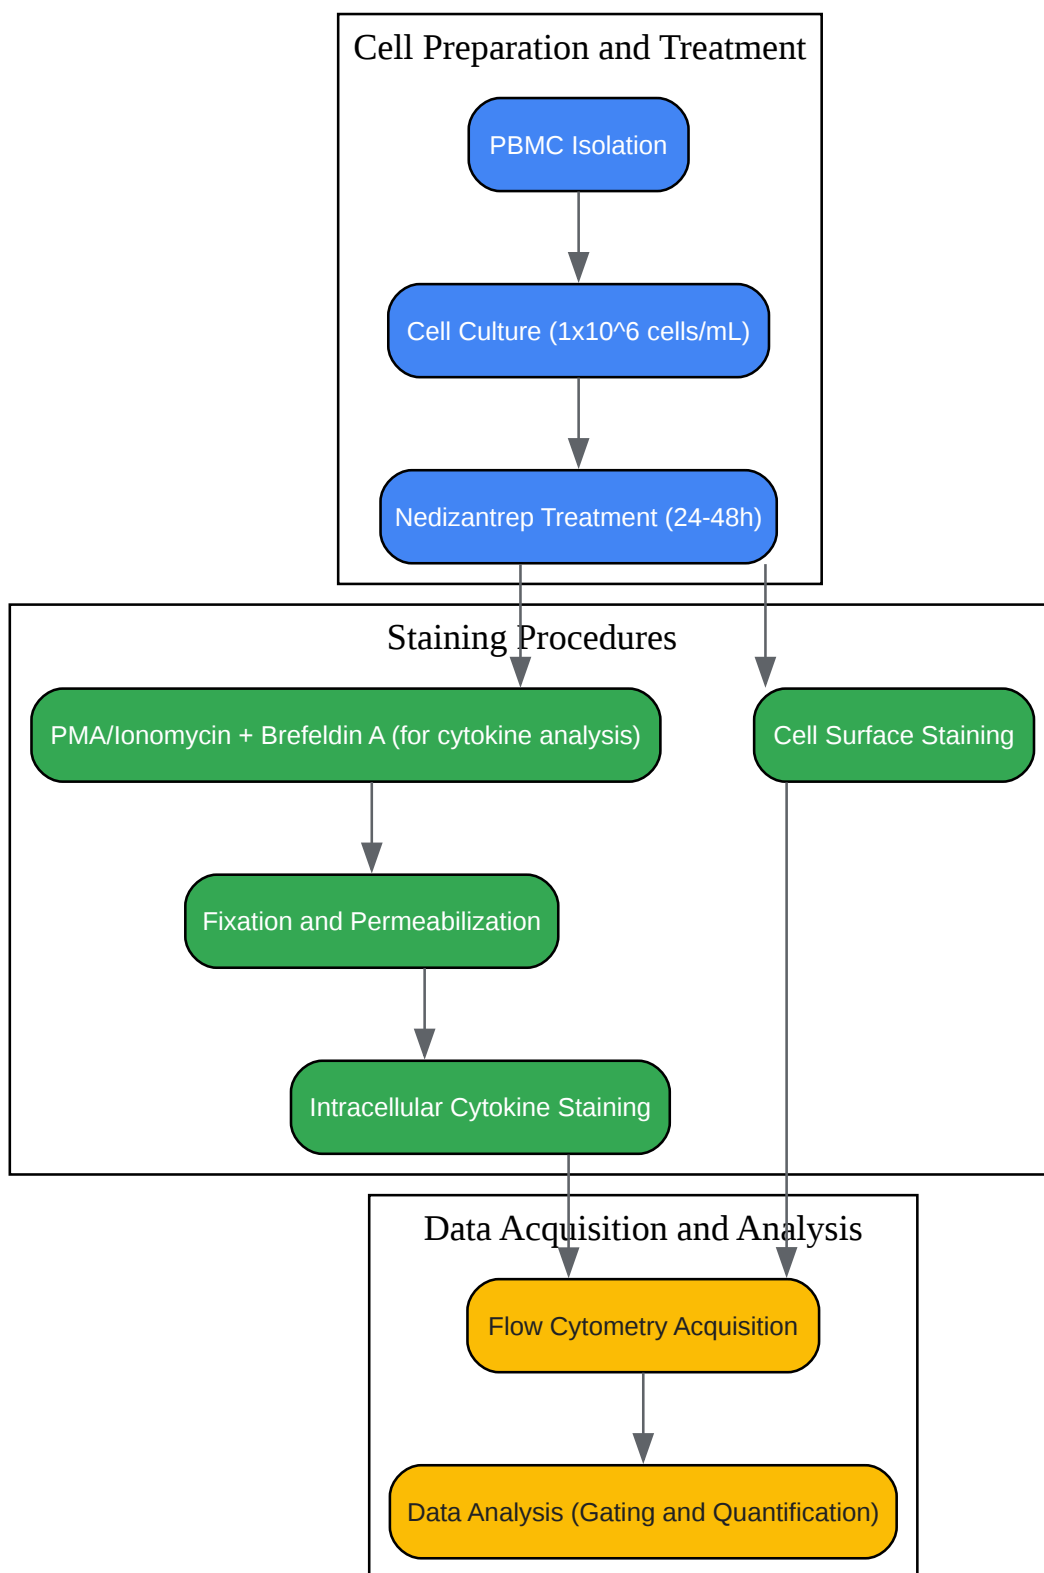 Cell Preparation and Treatment
PBMC Isolation
Cell Culture (1x10^6 cells/mL)
Nedizantrep Treatment (24-48h)
Staining Procedures
PMA/Ionomycin + Brefeldin A (for cytokine analysis)
Cell Surface Staining
Fixation and Permeabilization
Intracellular Cytokine Staining
Data Acquisition and Analysis
Flow Cytometry Acquisition
Data Analysis (Gating and Quantification)